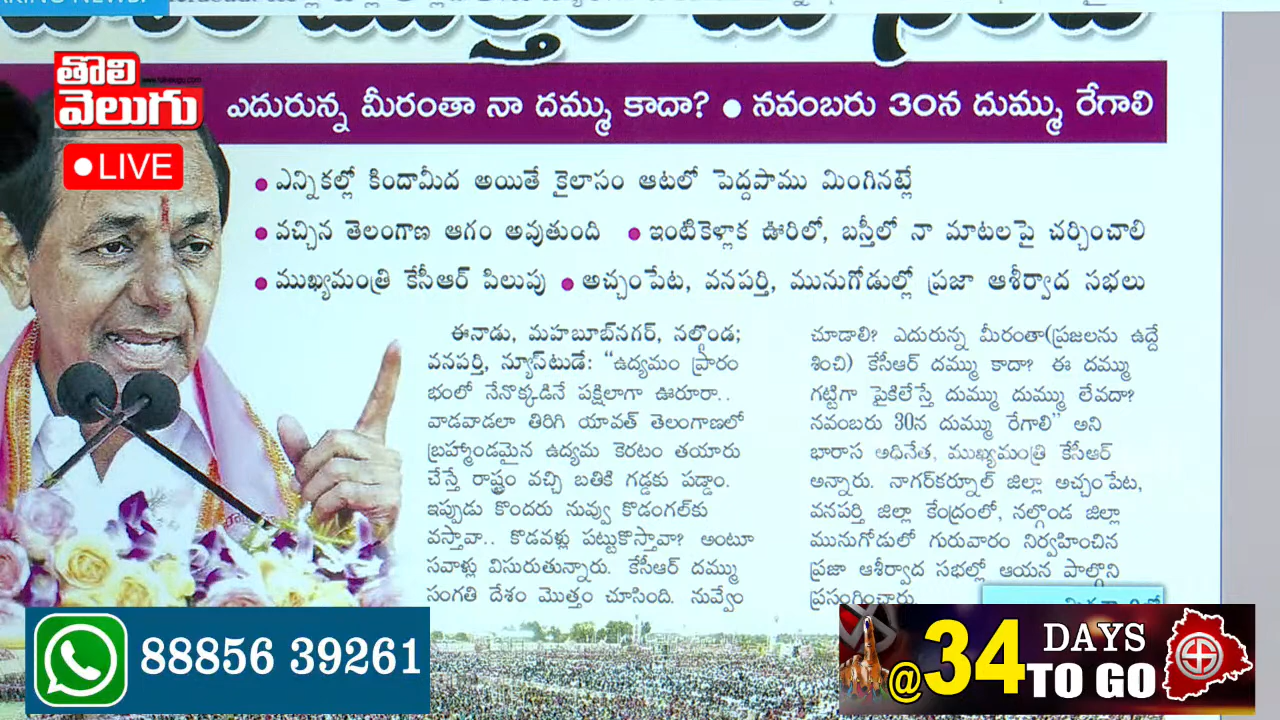 తొలి
వెలుగు
LIVE
ఎదురున్న మీరంతా నా దమ్ము కాదా? ● నవంబరు 30న దుమ్ము రేగాలి
● ఎన్నికల్లో కిందామీద అయితే కైలాసం ఆటలో పెద్దపాము మింగినట్లే
● వచ్చిన తెలంగాణ ఆగం అవుతుంది ● ఇంటికెళ్లాక ఊరిలో, బస్తీలో నా మాటలపై చర్చించాలి
● ముఖ్యమంత్రి కేసీఆర్ పిలుపు ● అచ్చంపేట, వనపర్తి, మునుగోడుల్లో ప్రజా ఆశీర్వాద సభలు
ఈనాడు, మహబూబ్‌నగర్, నల్గొండ;
వనపర్తి, న్యూస్‌టుడే: “ఉద్యమం ప్రారం
భంలో నేనొక్కడినే పక్షిలాగా ఊరూరా..
వాడవాడలా తిరిగి యావత్ తెలంగాణలో
బ్రహ్మాండమైన ఉద్యమ కెరటం తయారు
చేస్తే రాష్ట్రం వచ్చి బతికి గడ్డకు పడ్డాం.
ఇప్పుడు కొందరు నువ్వు కొడంగల్‌కు
వస్తావా.. కొడవళ్లు పట్టుకొస్తావా? అంటూ
సవాళ్లు విసురుతున్నారు. కేసీఆర్ దమ్ము
సంగతి దేశం మొత్తం చూసింది. నువ్వేం
చూడాలి? ఎదురున్న మీరంతా(ప్రజలను ఉద్దే
శించి) కేసీఆర్ దమ్ము కాదా? ఈ దమ్ము
గట్టిగా పైకిలేస్తే దుమ్ము దుమ్ము లేవదా?
నవంబరు 30న దుమ్ము రేగాలి” అని
భారాస అధినేత, ముఖ్యమంత్రి కేసీఆర్
అన్నారు. నాగర్‌కర్నూల్ జిల్లా అచ్చంపేట,
వనపర్తి జిల్లా కేంద్రంలో, నల్గొండ జిల్లా
మునుగోడులో గురువారం నిర్వహించిన
ప్రజా ఆశీర్వాద సభల్లో ఆయన పాల్గొని
ప్రసంగించారు.
88885 39261
@34 DAYS
TO GO